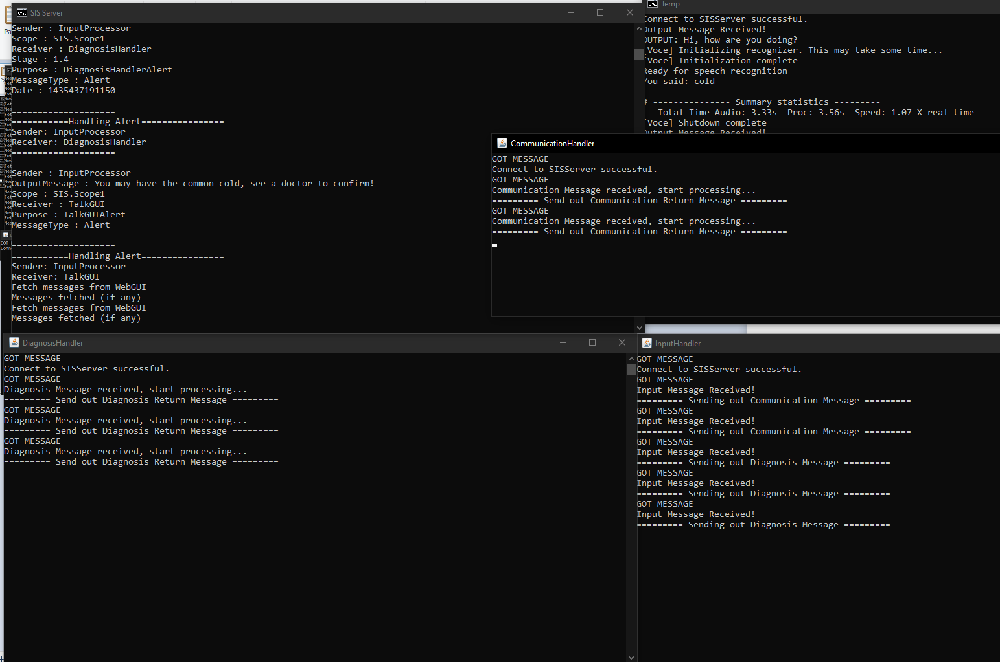 SIS Server
Sender : InputProcessor
Scope : SIS.Scope1
Receiver : DiagnosisHandler
Stage : 1.4
Purpose : DiagnosisHandlerAlert
MessageType : Alert
Date : 1435437191150
====================
===========Handling Alert================
Sender: InputProcessor
Receiver: DiagnosisHandler
====================
Sender : InputProcessor
OutputMessage : You may have the common cold, see a doctor to confirm!
Scope : SIS.Scope1
Receiver : TalkGUI
Purpose : TalkGUIAlert
MessageType : Alert
====================
===========Handling Alert================
Sender: InputProcessor
Receiver: TalkGUI
Fetch messages from WebGUI
Messages fetched (if any)
Fetch messages from WebGUI
Messages fetched (if any)
Temp
Connect to SISServer successful.
Output Message Received!
OUTPUT: Hi, how are you doing?
[Voce] Initializing recognizer. This may take some time...
[Voce] Initialization complete
Ready for speech recognition
You said: cold
# --------------- Summary statistics ---------
Total Time Audio: 3.33s  Proc: 3.56s  Speed: 1.07 X real time
[Voce] Shutdown complete
Output Message Received!
CommunicationHandler
GOT MESSAGE
Connect to SISServer successful.
GOT MESSAGE
Communication Message received, start processing...
========= Send out Communication Return Message =========
GOT MESSAGE
Communication Message received, start processing...
========= Send out Communication Return Message =========
DiagnosisHandler
GOT MESSAGE
Connect to SISServer successful.
GOT MESSAGE
Diagnosis Message received, start processing...
========= Send out Diagnosis Return Message =========
GOT MESSAGE
Diagnosis Message received, start processing...
========= Send out Diagnosis Return Message =========
GOT MESSAGE
Diagnosis Message received, start processing...
========= Send out Diagnosis Return Message =========
InputHandler
GOT MESSAGE
Connect to SISServer successful.
GOT MESSAGE
Input Message Received!
========= Sending out Communication Message =========
GOT MESSAGE
Input Message Received!
========= Sending out Communication Message =========
GOT MESSAGE
Input Message Received!
========= Sending out Diagnosis Message =========
GOT MESSAGE
Input Message Received!
========= Sending out Diagnosis Message =========
GOT MESSAGE
Input Message Received!
========= Sending out Diagnosis Message =========